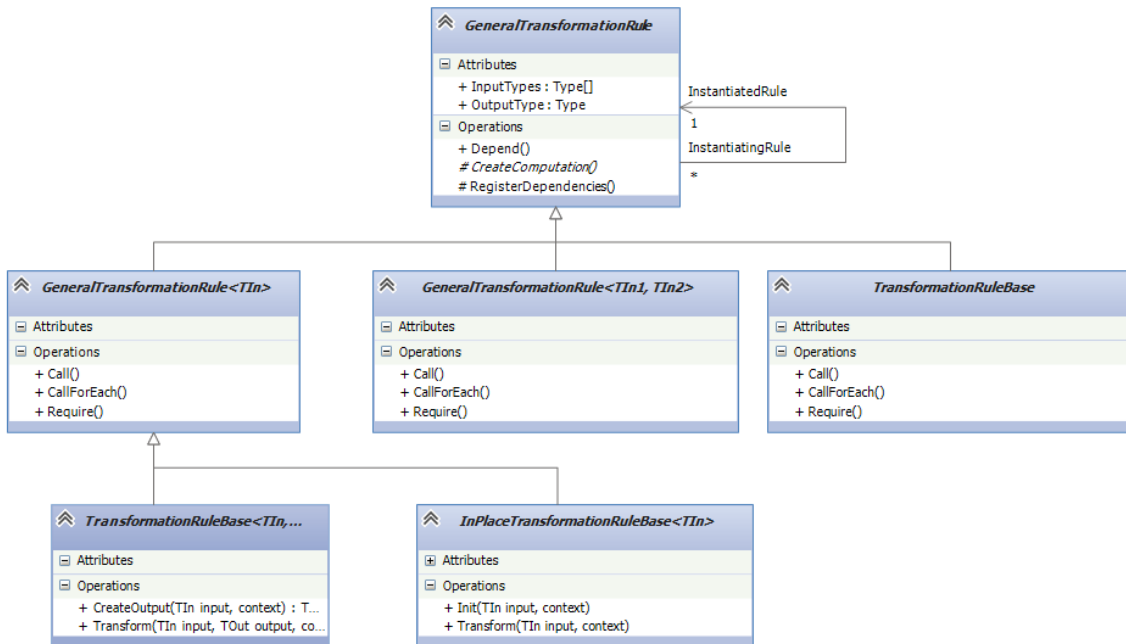 GeneralTransformationRule
Attributes
+ InputTypes : Type[]
+ OutputType : Type
Operations
+ Depend()
# CreateComputation()
# RegisterDependencies()
InstantiatedRule
1
InstantiatingRule
*
GeneralTransformationRule<TIn>
Attributes
Operations
+ Call()
+ CallForEach()
+ Require()
GeneralTransformationRule<TIn1, TIn2>
Attributes
Operations
+ Call()
+ CallForEach()
+ Require()
TransformationRuleBase
Attributes
Operations
+ Call()
+ CallForEach()
+ Require()
TransformationRuleBase<TIn,...
Attributes
Operations
+ CreateOutput(TIn input, context) : T...
+ Transform(TIn input, TOut output, co...
InPlaceTransformationRuleBase<TIn>
Attributes
Operations
+ Init(TIn input, context)
+ Transform(TIn input, context)